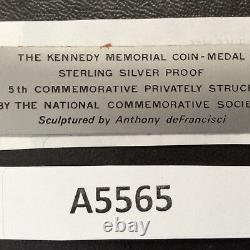 THE KENNEDY MEMORIAL COIN-MEDAL
STERLING SILVER PROOF
5th COMMEMORATIVE PRIVATELY STRUC
BY THE NATIONAL COMMEMORATIVE SOCIE
Sculptured by Anthony deFrancisci
A5565
ebay